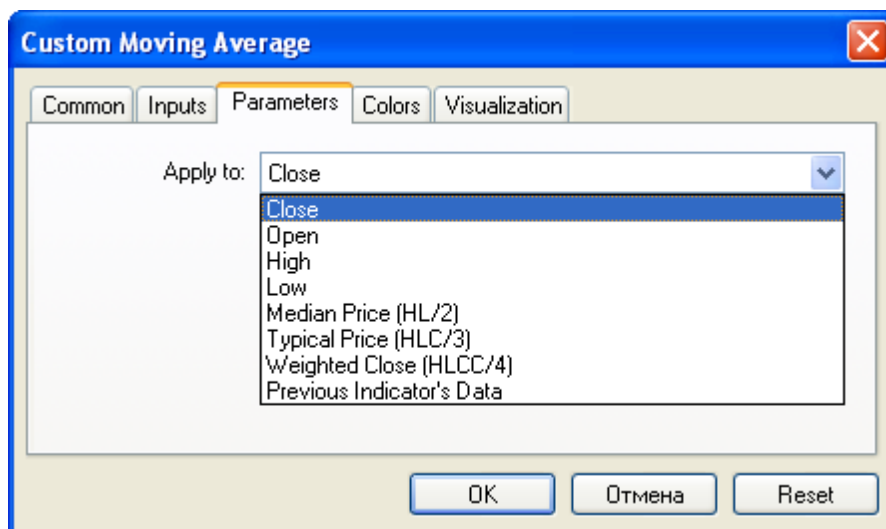 Custom Moving Average
Common Inputs Parameters Colors Visualization
Apply to: Close
Close
Open
High
Low
Median Price (HL/2)
Typical Price (HLC/3)
Weighted Close (HLCC/4)
Previous Indicator's Data
OK Отмена Reset